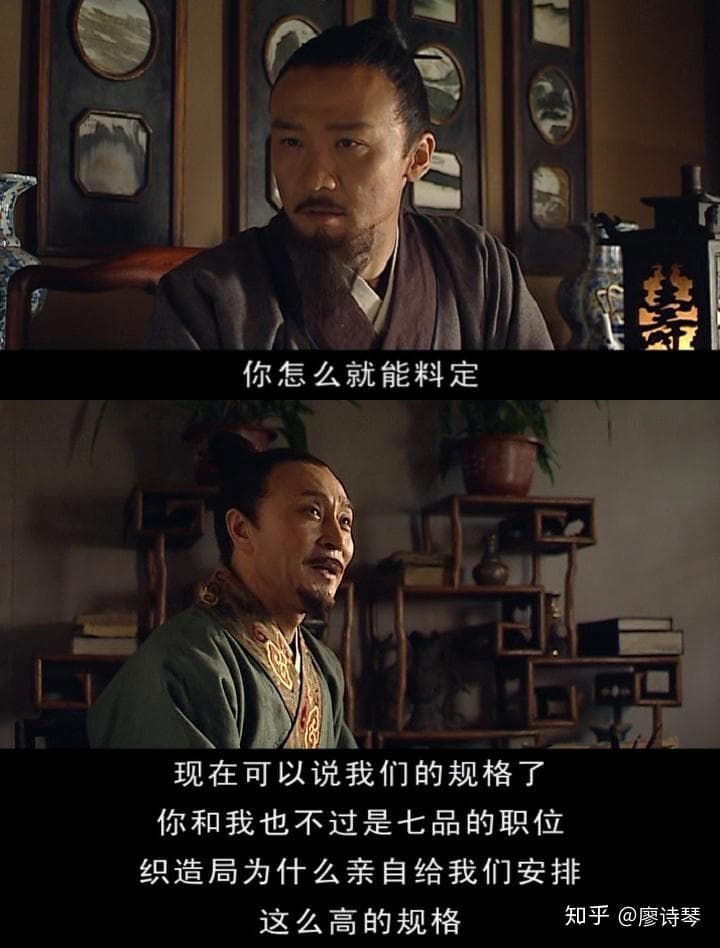 你怎么就能料定
现在可以说我们的规格了
你和我也不过是七品的职位
织造局为什么亲自给我们安排
这么高的规格
知乎 @廖诗琴